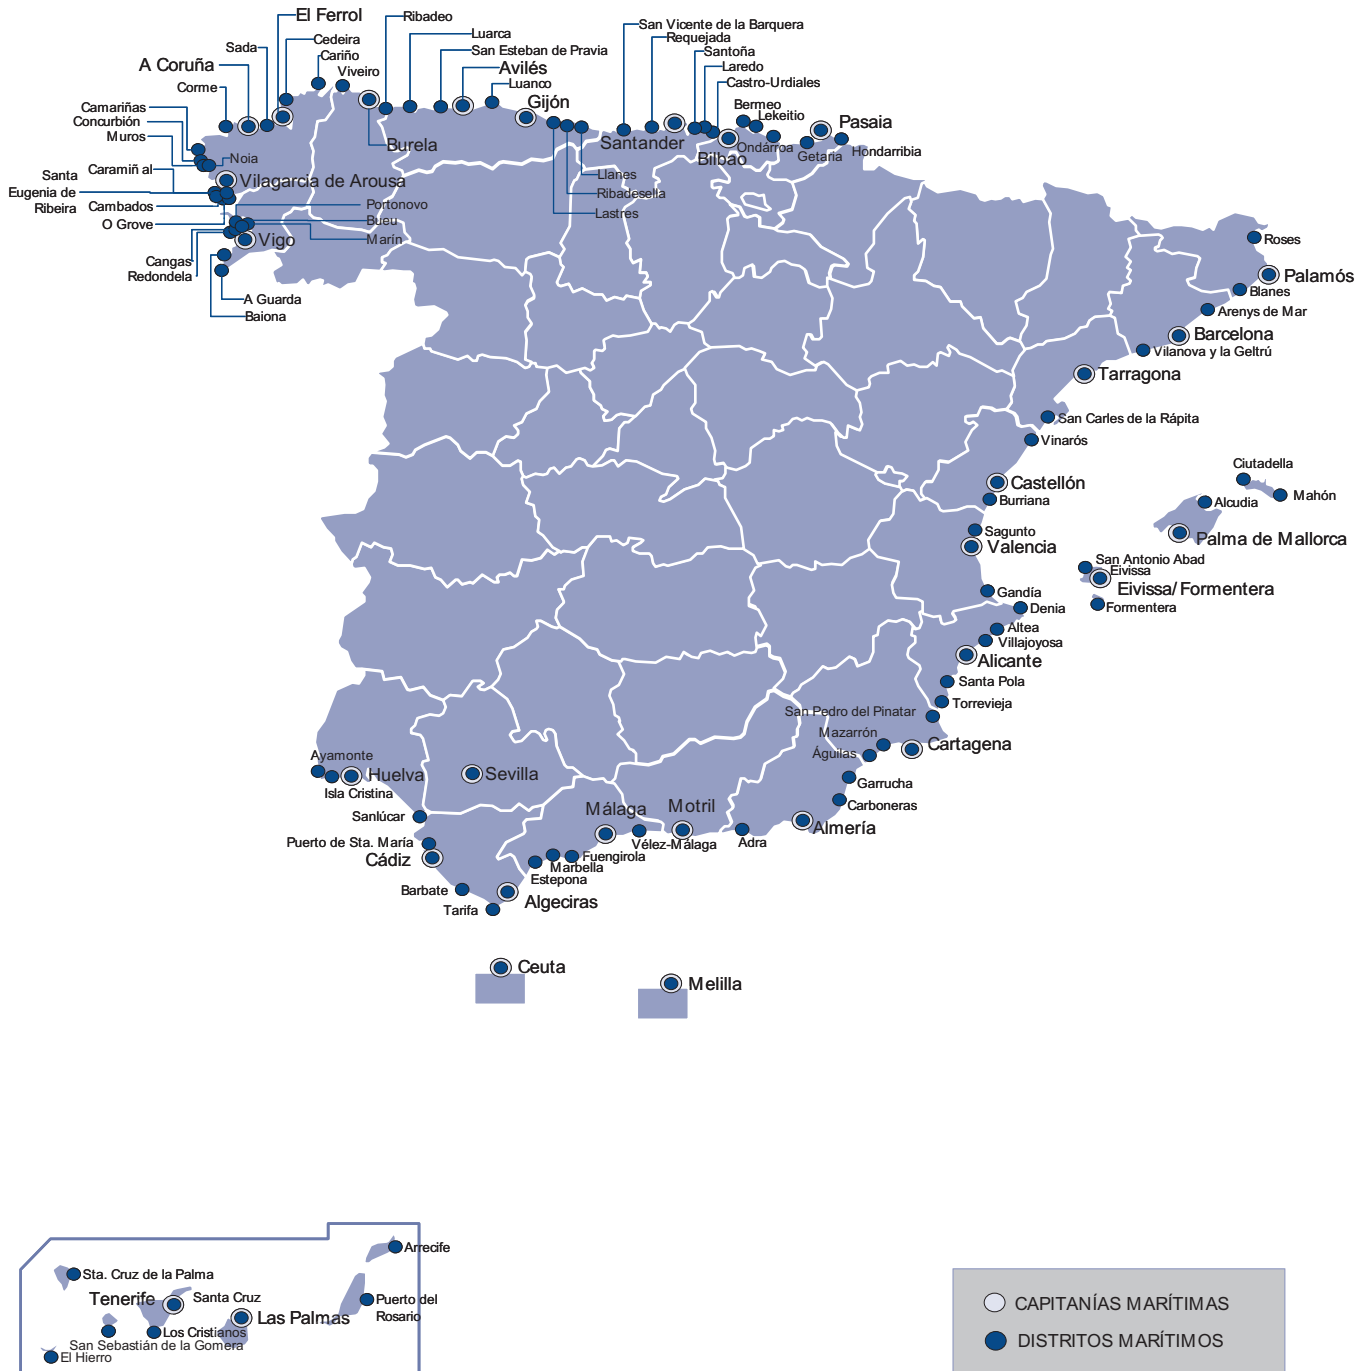 El Ferrol
Ribadeo
San Vicente de la Barquera
Cedeira
Luarca
Requejada
Sada
Cariño
San Esteban de Pravia
Santoña
A Coruña
Viveiro
Avilés
Laredo
Corme
Luanco
Castro-Urdiales
Camariñas
Gijón
Bermeo
Lekeitio
Concurbión
Pasaia
Muros
Burela
Santander
Ondárroa
Hondarribia
Noia
Bilbao
Getaria
Caramiñ al
Llanes
Santa
Eugenia de
Ribeira
Vilagarcia de Arousa
Ribadesella
Cambados
Portonovo
Lastres
O Grove
Bueu
Vigo
Marín
Roses
Cangas
Redondela
Palamós
A Guarda
Blanes
Baiona
Arenys de Mar
Barcelona
Vilanova y la Geltrú
Tarragona
San Carles de la Rápita
Vinarós
Ciutadella
Castellón
Mahón
Burriana
Alcudia
Sagunto
Palma de Mallorca
Valencia
San Antonio Abad
Eivissa
Eivissa/Formentera
Gandía
Formentera
Denia
Altea
Villajoyosa
Alicante
Santa Pola
Torrevieja
San Pedro del Pinatar
Mazarrón
Cartagena
Ayamonte
Águilas
Huelva
Sevilla
Garrucha
Isla Cristina
Carboneras
Sanlúcar
Málaga
Motril
Almería
Puerto de Sta. María
Vélez-Málaga
Adra
Cádiz
Fuengirola
Marbella
Estepona
Barbate
Algeciras
Tarifa
Ceuta
Melilla
Arrecife
Sta. Cruz de la Palma
Tenerife
Santa Cruz
Puerto del
Rosario
Las Palmas
Los Cristianos
San Sebastián de la Gomera
El Hierro
CAPITANÍAS MARÍTIMAS
DISTRITOS MARÍTIMOS